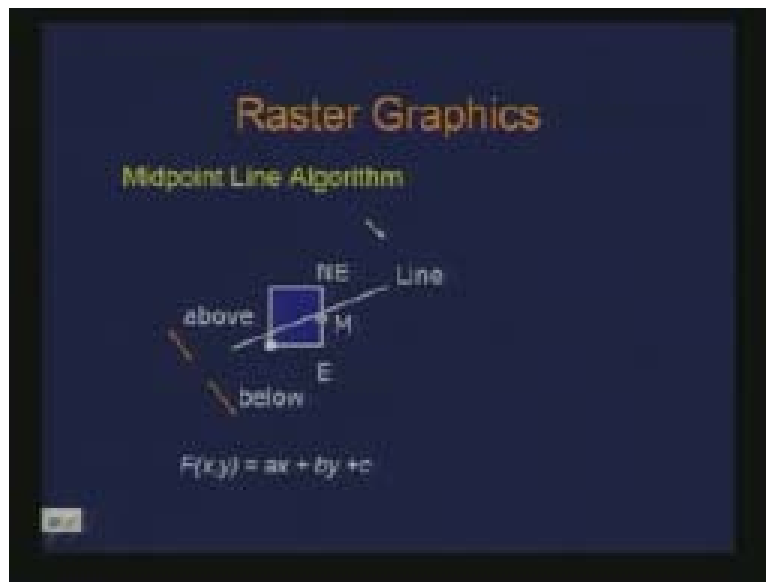 Raster Graphics
Midpoint Line Algorithm
NE
Line
above
M
E
below
F(x,y) = ax + by +c